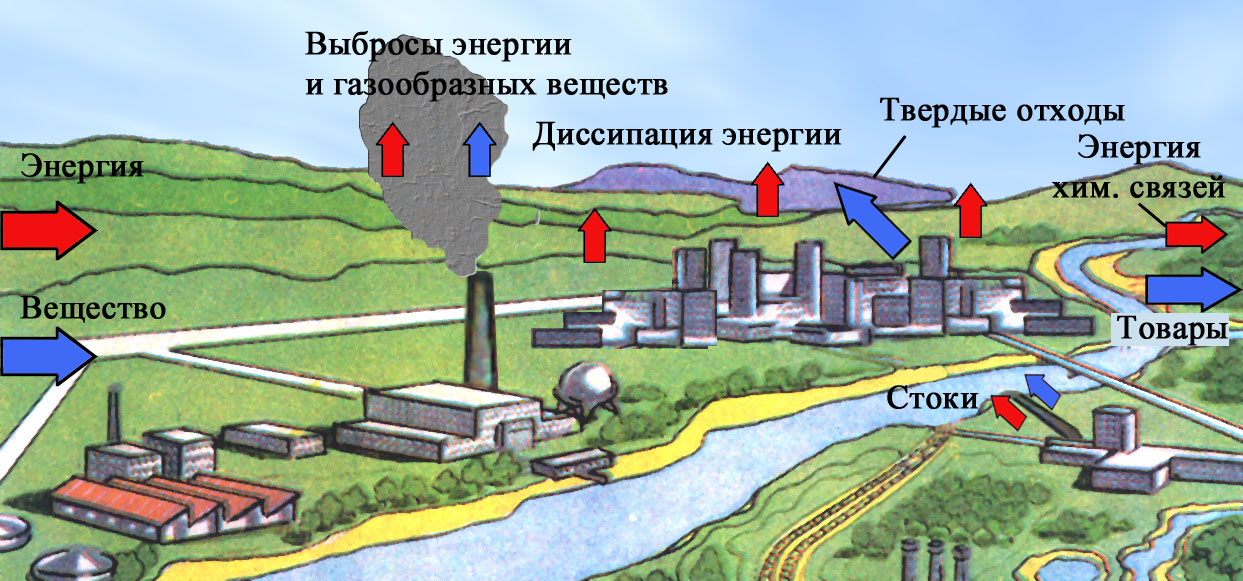 Выбросы энергии
и газообразных веществ
Твердые отходы
Диссипация энергии
Энергия
хим. связей
Энергия
Вещество
Товары
Стоки